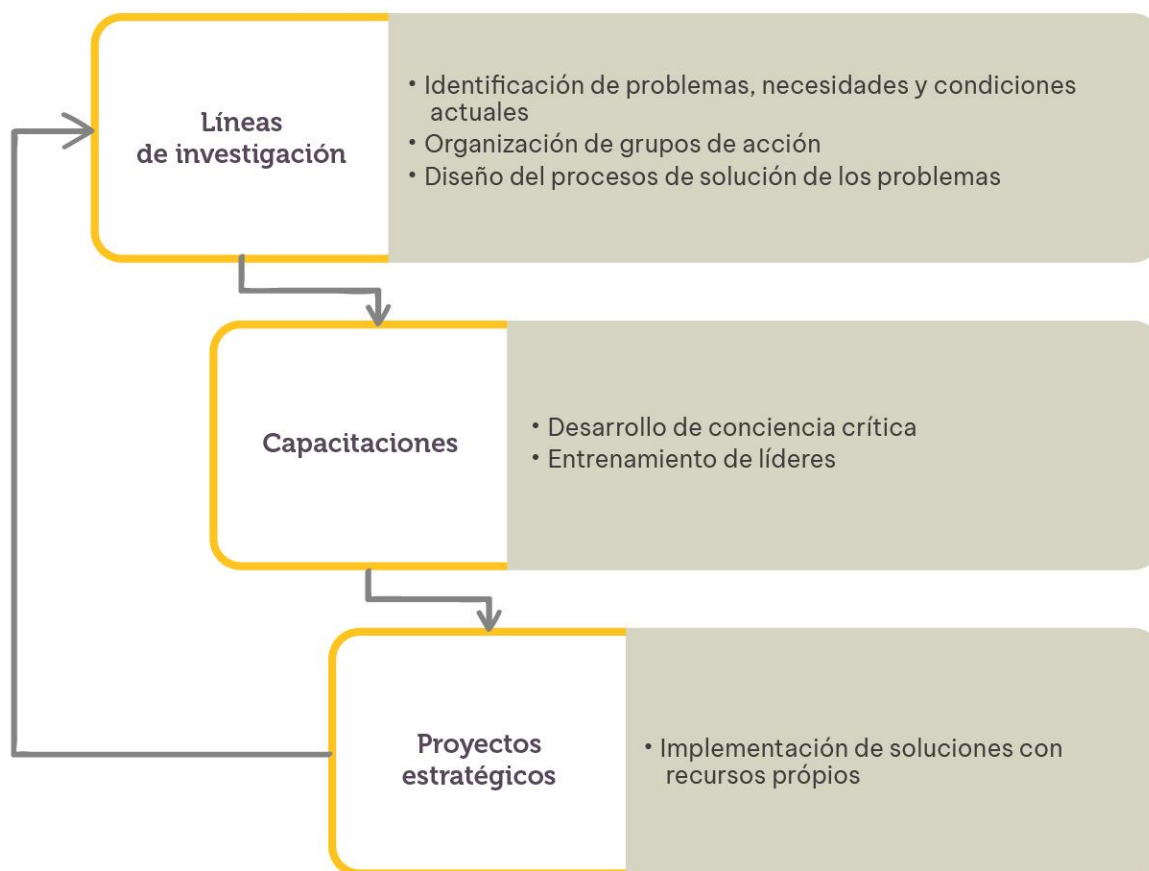 Líneas
de investigación
• Identificación de problemas, necesidades y condiciones
actuales
• Organización de grupos de acción
• Diseño del procesos de solución de los problemas
Capacitaciones
• Desarrollo de conciencia crítica
• Entrenamiento de líderes
Proyectos
estratégicos
• Implementación de soluciones con
recursos própios